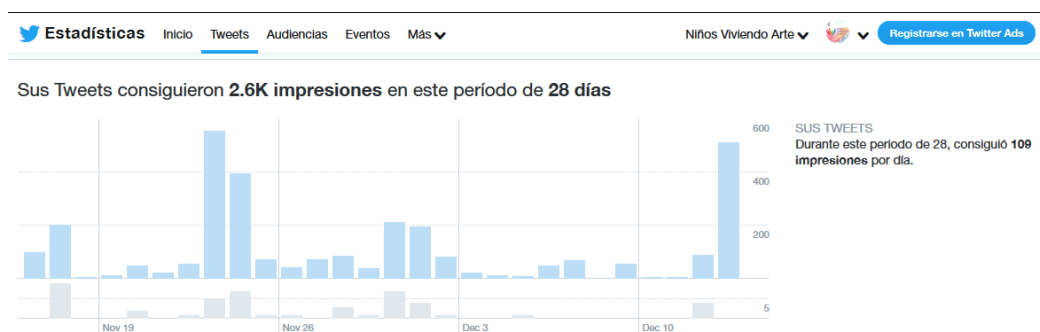 Estadísticas Inicio Tweets Audiencias Eventos Más Niños Viviendo Arte Registrarse en Twitter Ads
Sus Tweets consiguieron 2.6K impresiones en este período de 28 días
600
400
200
5
Nov 19 Nov 26 Dec 3 Dec 10
SUS TWEETS
Durante este periodo de 28, consiguió 109
impresiones por día.